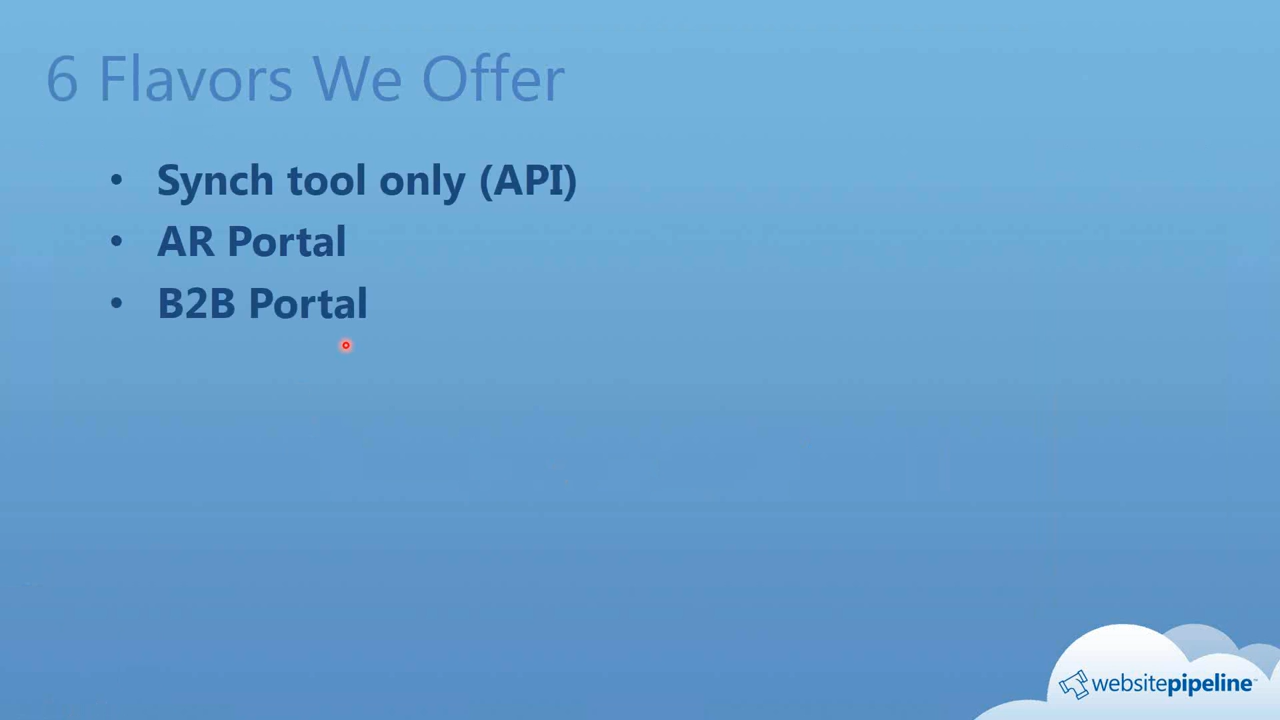 6 Flavors We Offer
• Synch tool only (API)
• AR Portal
• B2B Portal
websitepipeline